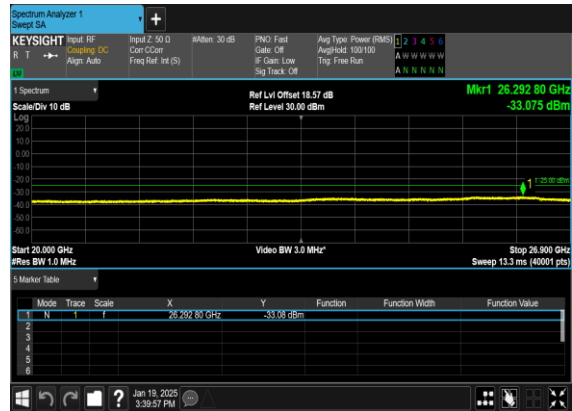 Spectrum Analyzer 1
Swept SA
+
KEYSIGHT Input: RF Input Z: 50 Ω #Atten: 30 dB PNO: Fast Avg Type: Power (RMS) 1 2 3 4 5 6
R T Coupling: DC Corr CCorr Gate: Off Avg|Hold: 100/100 A W W W W W
Align: Auto Freq Ref: Int (S) IF Gain: Low Trig: Free Run
Sig Track: Off A N N N N N
1 Spectrum Ref Lvl Offset 18.57 dB Mkr1 26.292 80 GHz
Scale/Div 10 dB Ref Level 30.00 dBm -33.075 dBm
Log
20.0
10.0
0.00
-10.0
-20.0
1 -25.00 dBm
-30.0
-40.0
-50.0
-60.0
Start 20.000 GHz Video BW 3.0 MHz* Stop 26.900 GHz
#Res BW 1.0 MHz Sweep 13.3 ms (40001 pts)
5 Marker Table
Mode Trace Scale X Y Function Function Width Function Value
1 N 1 f 26.292 80 GHz -33.08 dBm
2
3
4
5
6
? Jan 19, 2025
3:39:57 PM